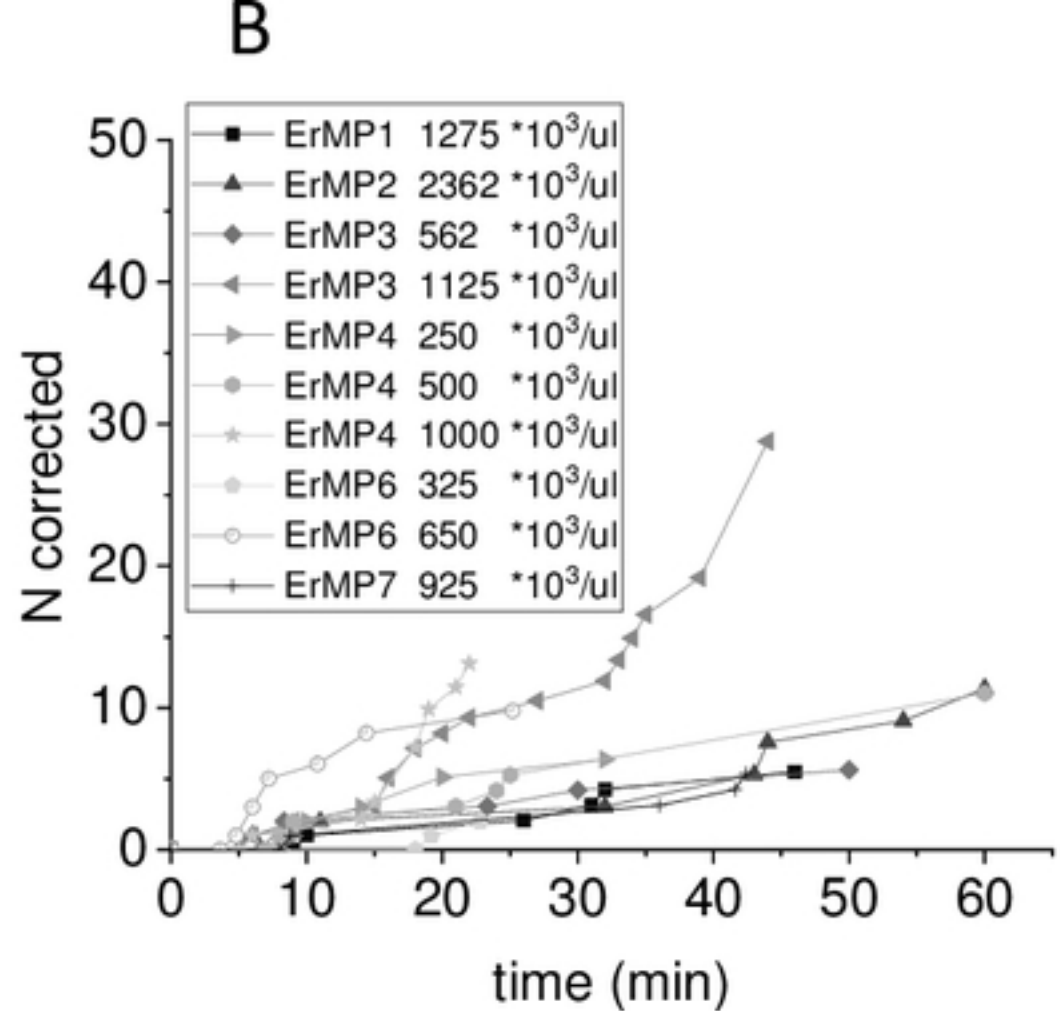 B
ErMP1 1275 *10³/ul
ErMP2 2362 *10³/ul
ErMP3 562 *10³/ul
ErMP3 1125 *10³/ul
ErMP4 250 *10³/ul
ErMP4 500 *10³/ul
ErMP4 1000 *10³/ul
ErMP6 325 *10³/ul
ErMP6 650 *10³/ul
ErMP7 925 *10³/ul
N corrected
50
40
30
20
10
0
0 10 20 30 40 50 60
time (min)